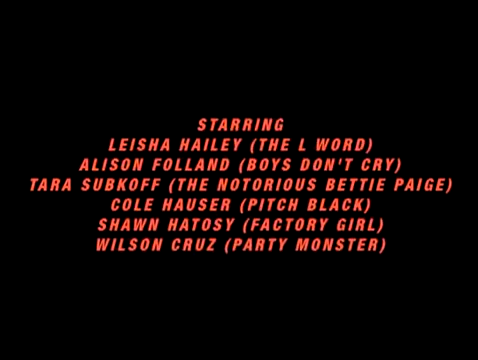 STARRING
LEISHA HAILEY (THE L WORD)
ALISON FOLLAND (BOYS DON'T CRY)
TARA SUBKOFF (THE NOTORIOUS BETTIE PAIGE)
COLE HAUSER (PITCH BLACK)
SHAWN HATOSY (FACTORY GIRL)
WILSON CRUZ (PARTY MONSTER)